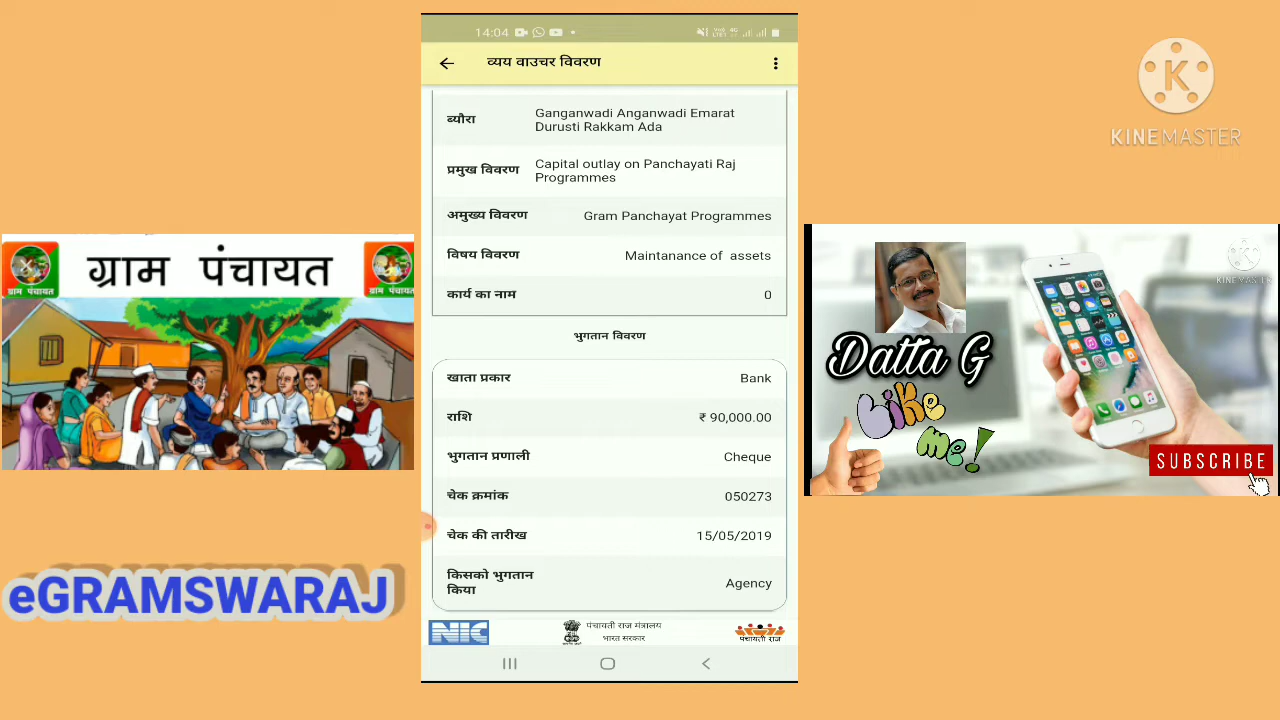 14:04
व्यय वाउचर विवरण
ब्यौरा
Ganganwadi Anganwadi Emarat
Durusti Rakkam Ada
प्रमुख विवरण
Capital outlay on Panchayati Raj
Programmes
अमुख्य विवरण
Gram Panchayat Programmes
विषय विवरण
Maintanance of assets
कार्य का नाम
0
भुगतान विवरण
खाता प्रकार
Bank
राशि
₹ 90,000.00
भुगतान प्रणाली
Cheque
चेक क्रमांक
050273
चेक की तारीख
15/05/2019
किसको भुगतान
किया
Agency
NIC
पंचायती राज मंत्रालय
भारत सरकार
पंचायती राज
ग्राम पंचायत
ग्राम पंचायत
ग्राम पंचायत
eGRAMSWARAJ
K
KINEMASTER
KINEMASTER
Datta G
Like
me!
SUBSCRIBE